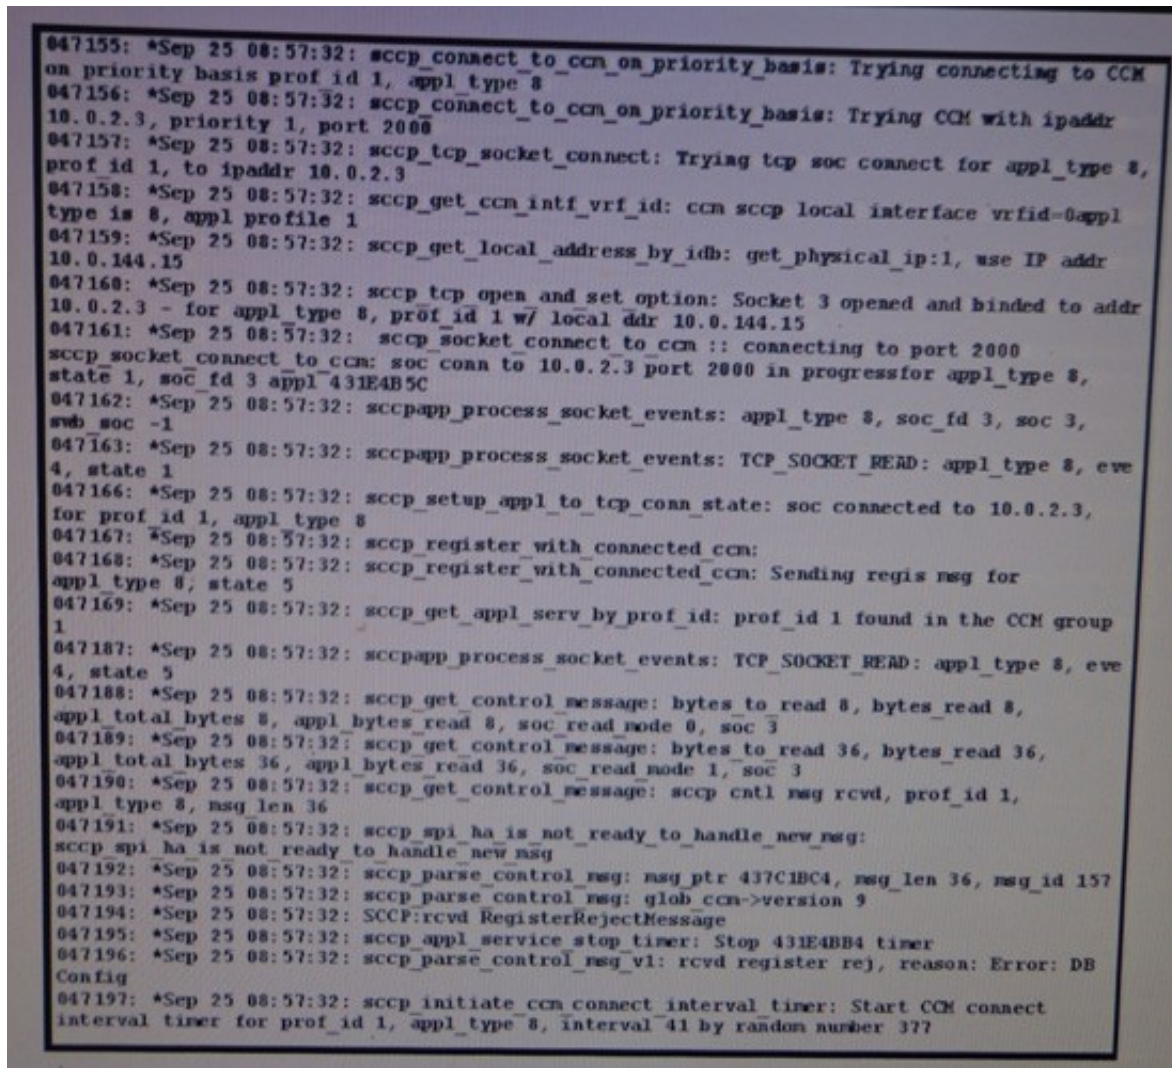 047155: *Sep 25 08:57:32: sccp_connect_to_ccm_on_priority_basis: Trying connecting to CCM
on priority basis prof_id 1, appl_type 8
047156: *Sep 25 08:57:32: sccp_connect_to_ccm_on_priority_basis: Trying CCM with ipaddr
10.0.2.3, priority 1, port 2000
047157: *Sep 25 08:57:32: sccp_tcp_socket_connect: Trying tcp soc connect for appl_type 8,
prof_id 1, to ipaddr 10.0.2.3
047158: *Sep 25 08:57:32: sccp_get_ccm_intf_vrf_id: ccm sccp local interface vrfid=0appl
type is 8, appl profile 1
047159: *Sep 25 08:57:32: sccp_get_local_address_by_idb: get_physical_ip:1, use IP addr
10.0.144.15
047160: *Sep 25 08:57:32: sccp_tcp_open_and_set_option: Socket 3 opened and binded to addr
10.0.2.3 - for appl_type 8, prof_id 1 w/ local ddr 10.0.144.15
047161: *Sep 25 08:57:32:  sccp_socket_connect_to_ccm :: connecting to port 2000
sccp_socket_connect_to_ccm: soc conn to 10.0.2.3 port 2000 in progressfor appl_type 8,
state 1, soc_fd 3 appl 431E4B5C
047162: *Sep 25 08:57:32: sccpapp_process_socket_events: appl_type 8, soc_fd 3, soc 3,
swb_soc -1
047163: *Sep 25 08:57:32: sccpapp_process_socket_events: TCP_SOCKET_READ: appl_type 8, eve
4, state 1
047166: *Sep 25 08:57:32: sccp_setup_appl_to_tcp_conn_state: soc connected to 10.0.2.3,
for prof_id 1, appl_type 8
047167: *Sep 25 08:57:32: sccp_register_with_connected_ccm:
047168: *Sep 25 08:57:32: sccp_register_with_connected_ccm: Sending regis msg for
appl_type 8, state 5
047169: *Sep 25 08:57:32: sccp_get_appl_serv_by_prof_id: prof_id 1 found in the CCM group
1
047187: *Sep 25 08:57:32: sccpapp_process_socket_events: TCP_SOCKET_READ: appl_type 8, eve
4, state 5
047188: *Sep 25 08:57:32: sccp_get_control_message: bytes_to_read 8, bytes_read 8,
appl_total_bytes 8, appl_bytes_read 8, soc_read_mode 0, soc 3
047189: *Sep 25 08:57:32: sccp_get_control_message: bytes_to_read 36, bytes_read 36,
appl_total_bytes 36, appl_bytes_read 36, soc_read_mode 1, soc 3
047190: *Sep 25 08:57:32: sccp_get_control_message: sccp cntl msg rcvd, prof_id 1,
appl_type 8, msg_len 36
047191: *Sep 25 08:57:32: sccp_spi_ha_is_not_ready_to_handle_new_msg:
sccp_spi_ha_is_not_ready_to_handle_new_msg
047192: *Sep 25 08:57:32: sccp_parse_control_msg: msg_ptr 437C1BC4, msg_len 36, msg_id 157
047193: *Sep 25 08:57:32: sccp_parse_control_msg: glob_ccm->version 9
047194: *Sep 25 08:57:32: SCCP:rcvd RegisterRejectMessage
047195: *Sep 25 08:57:32: sccp_appl_service_stop_timer: Stop 431E4BB4 timer
047196: *Sep 25 08:57:32: sccp_parse_control_msg_v1: rcvd register rej, reason: Error: DB
Config
047197: *Sep 25 08:57:32: sccp_initiate_ccm_connect_interval_timer: Start CCM connect
interval timer for prof_id 1, appl_type 8, interval 41 by random number 377